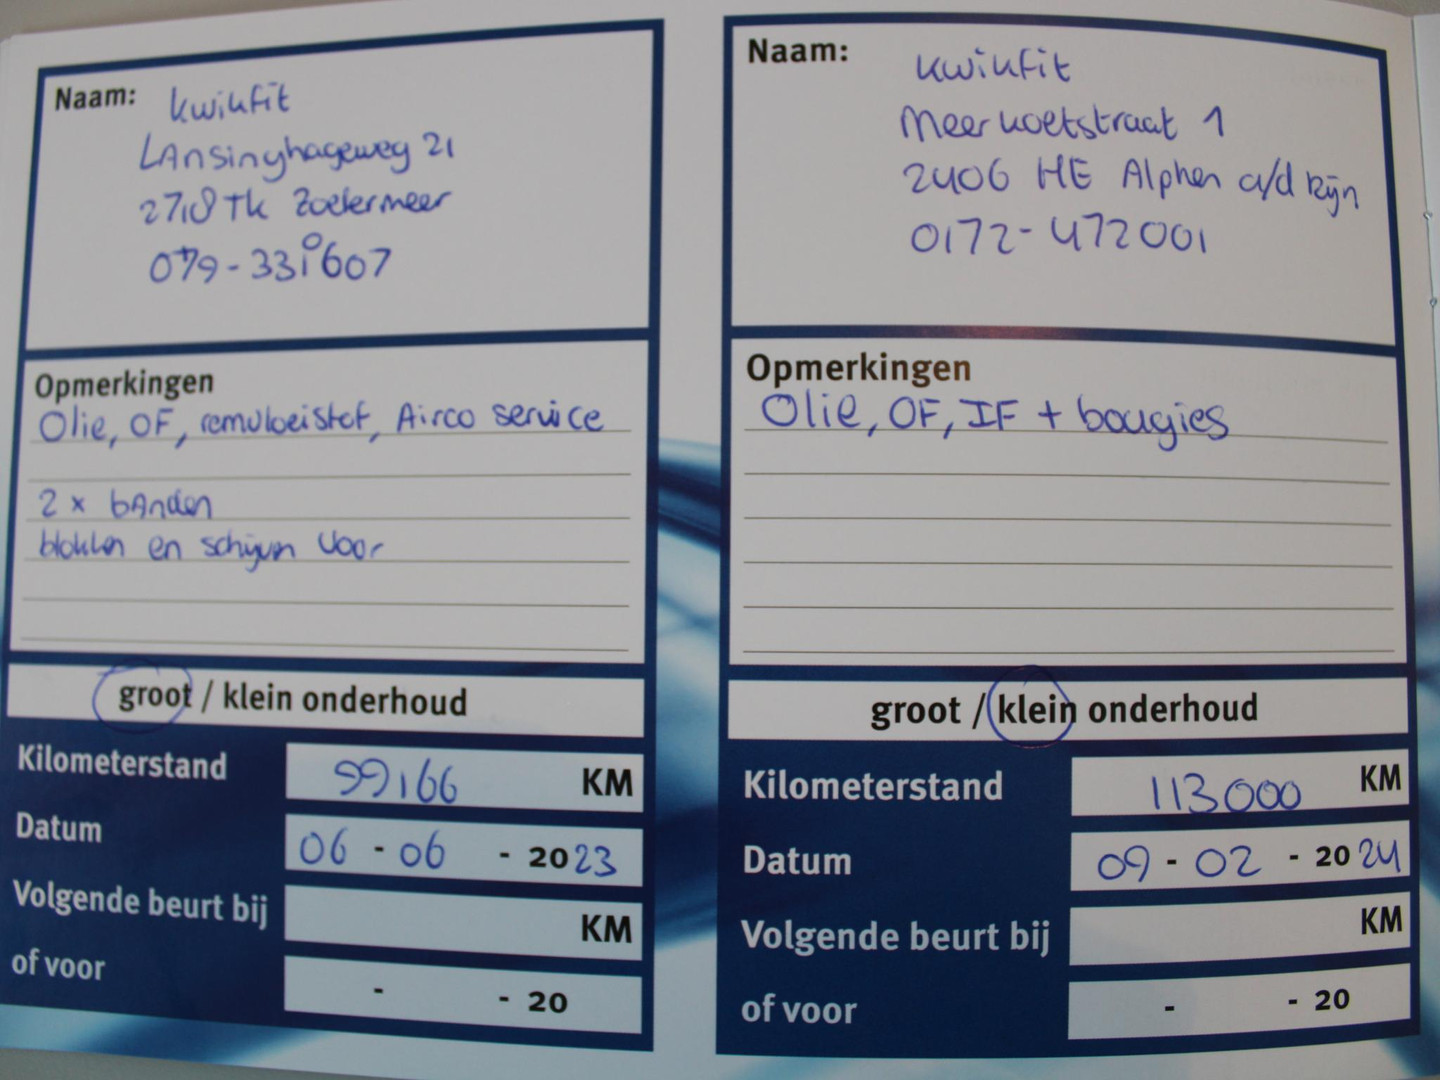 Naam: kwikfit
LAnsinghageweg 21
2718 TK Zoetermeer
079-3310607
Opmerkingen
Olie, OF, remvloeistof, Airco service
2 x bAnden
blokken en schijven voor
groot / klein onderhoud
Kilometerstand 99166 KM
Datum 06 - 06 - 2023
Volgende beurt bij KM
of voor - - 20
Naam: kwikfit
Meerkoetstraat 1
2406 HE Alphen a/d Rijn
0172-472001
Opmerkingen
Olie, OF, IF + bougies
groot / klein onderhoud
Kilometerstand 113000 KM
Datum 09 - 02 - 2024
Volgende beurt bij KM
of voor - - 20